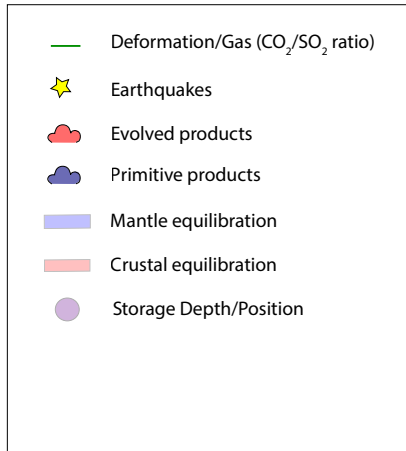 Deformation/Gas (CO₂/SO₂ ratio)
Earthquakes
Evolved products
Primitive products
Mantle equilibration
Crustal equilibration
Storage Depth/Position